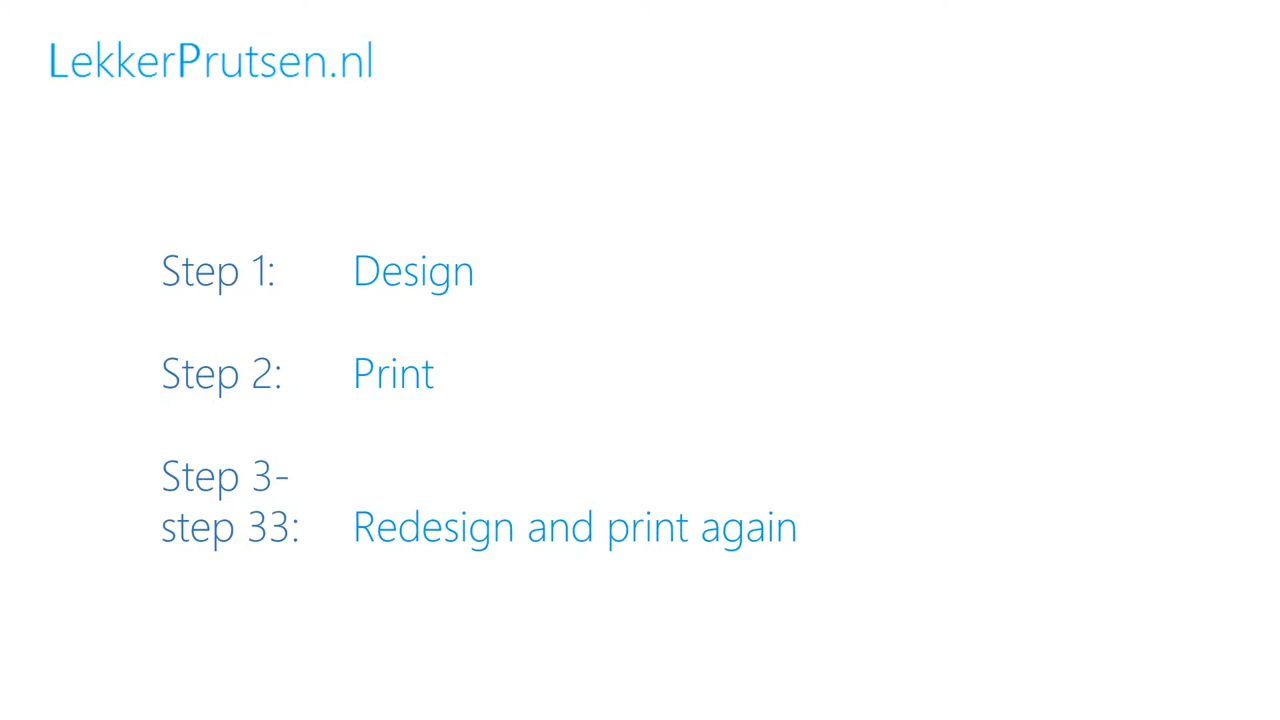 LekkerPrutsen.nl
Step 1: Design
Step 2: Print
Step 3-
step 33: Redesign and print again